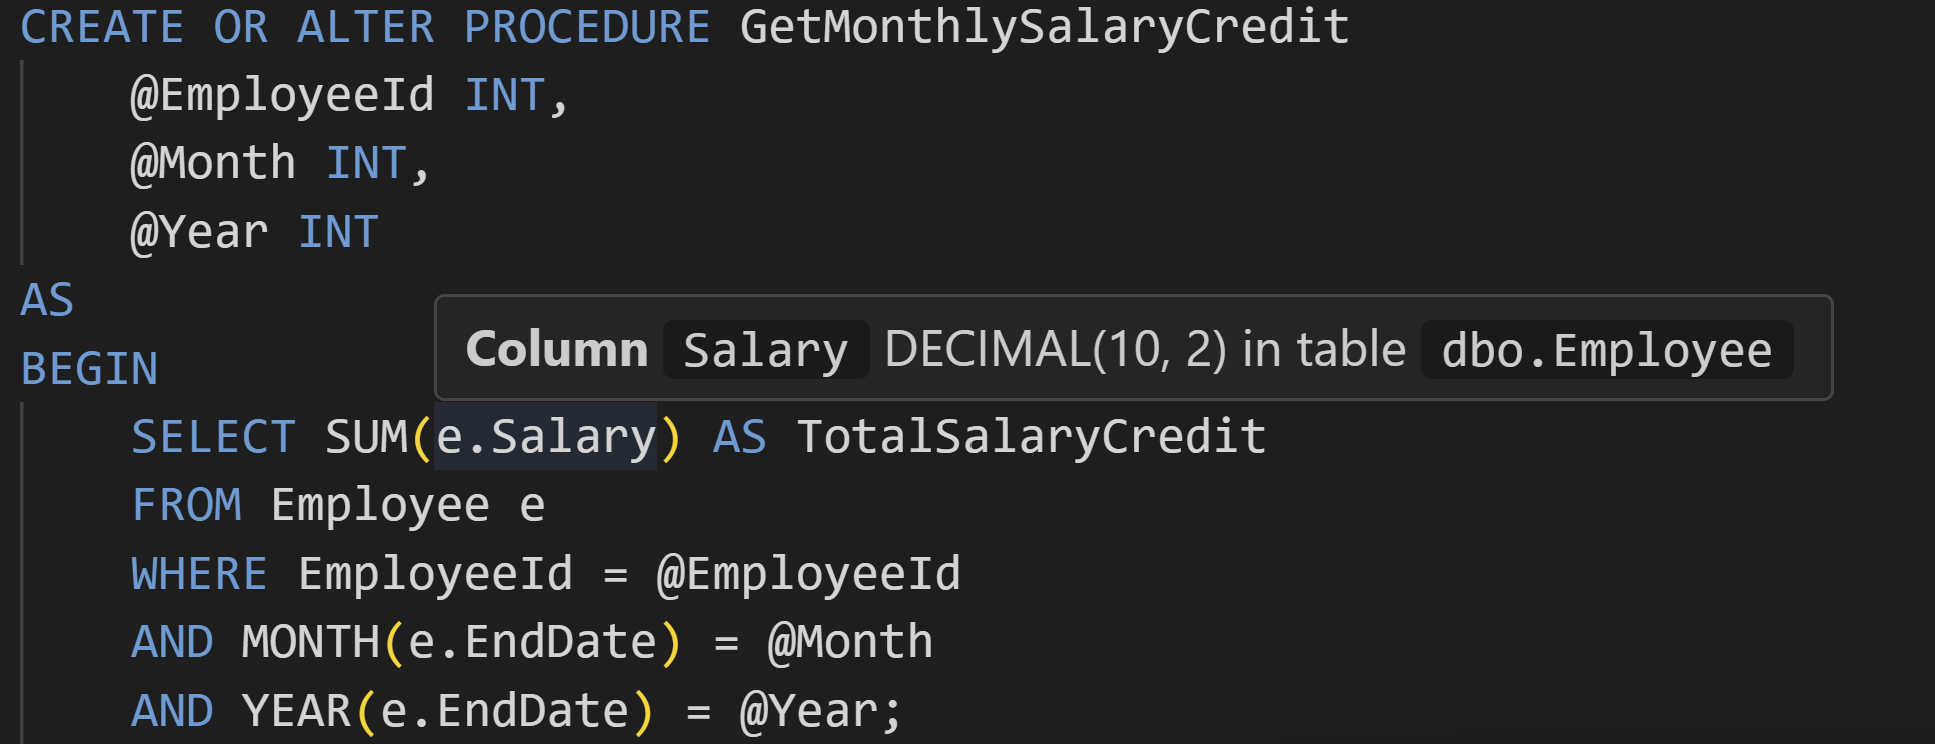 CREATE OR ALTER PROCEDURE GetMonthlySalaryCredit
@EmployeeId INT,
@Month INT,
@Year INT
AS
Column Salary DECIMAL(10, 2) in table dbo.Employee
BEGIN
SELECT SUM(e.Salary) AS TotalSalaryCredit
FROM Employee e
WHERE EmployeeId = @EmployeeId
AND MONTH(e.EndDate) = @Month
AND YEAR(e.EndDate) = @Year;